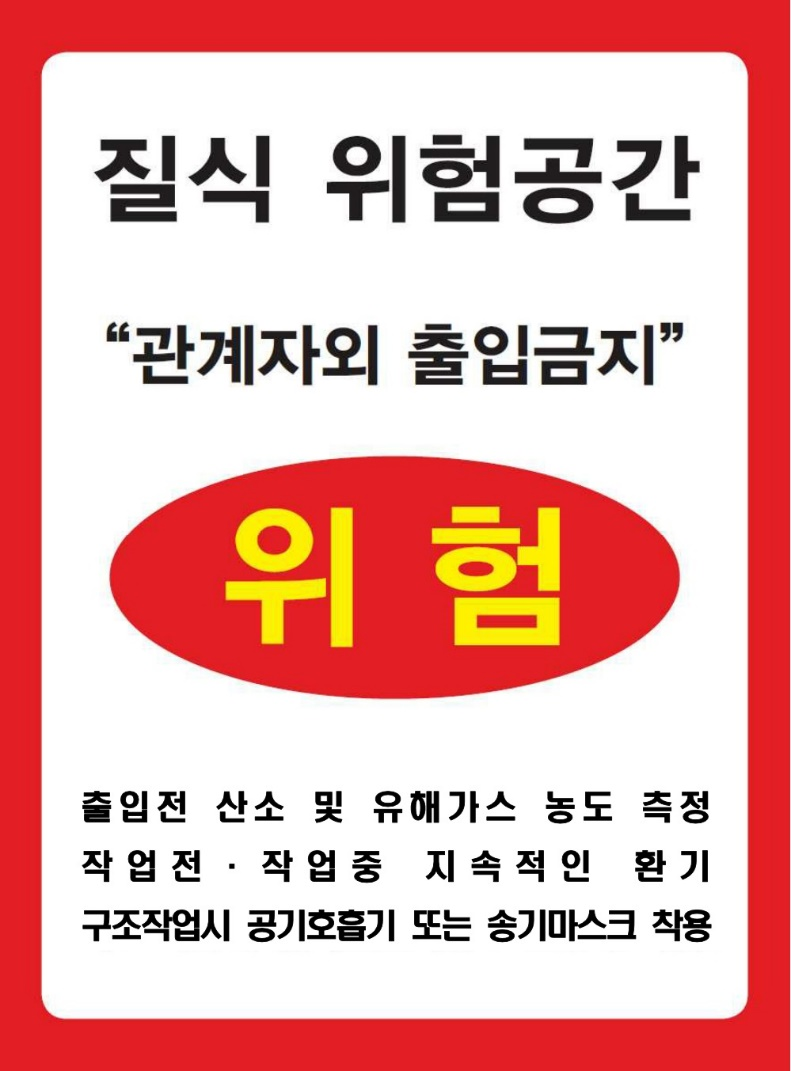 질식 위험공간
“관계자외 출입금지”
위 험
출입전 산소 및 유해가스 농도 측정
작업전 · 작업중 지속적인 환기
구조작업시 공기호흡기 또는 송기마스크 착용